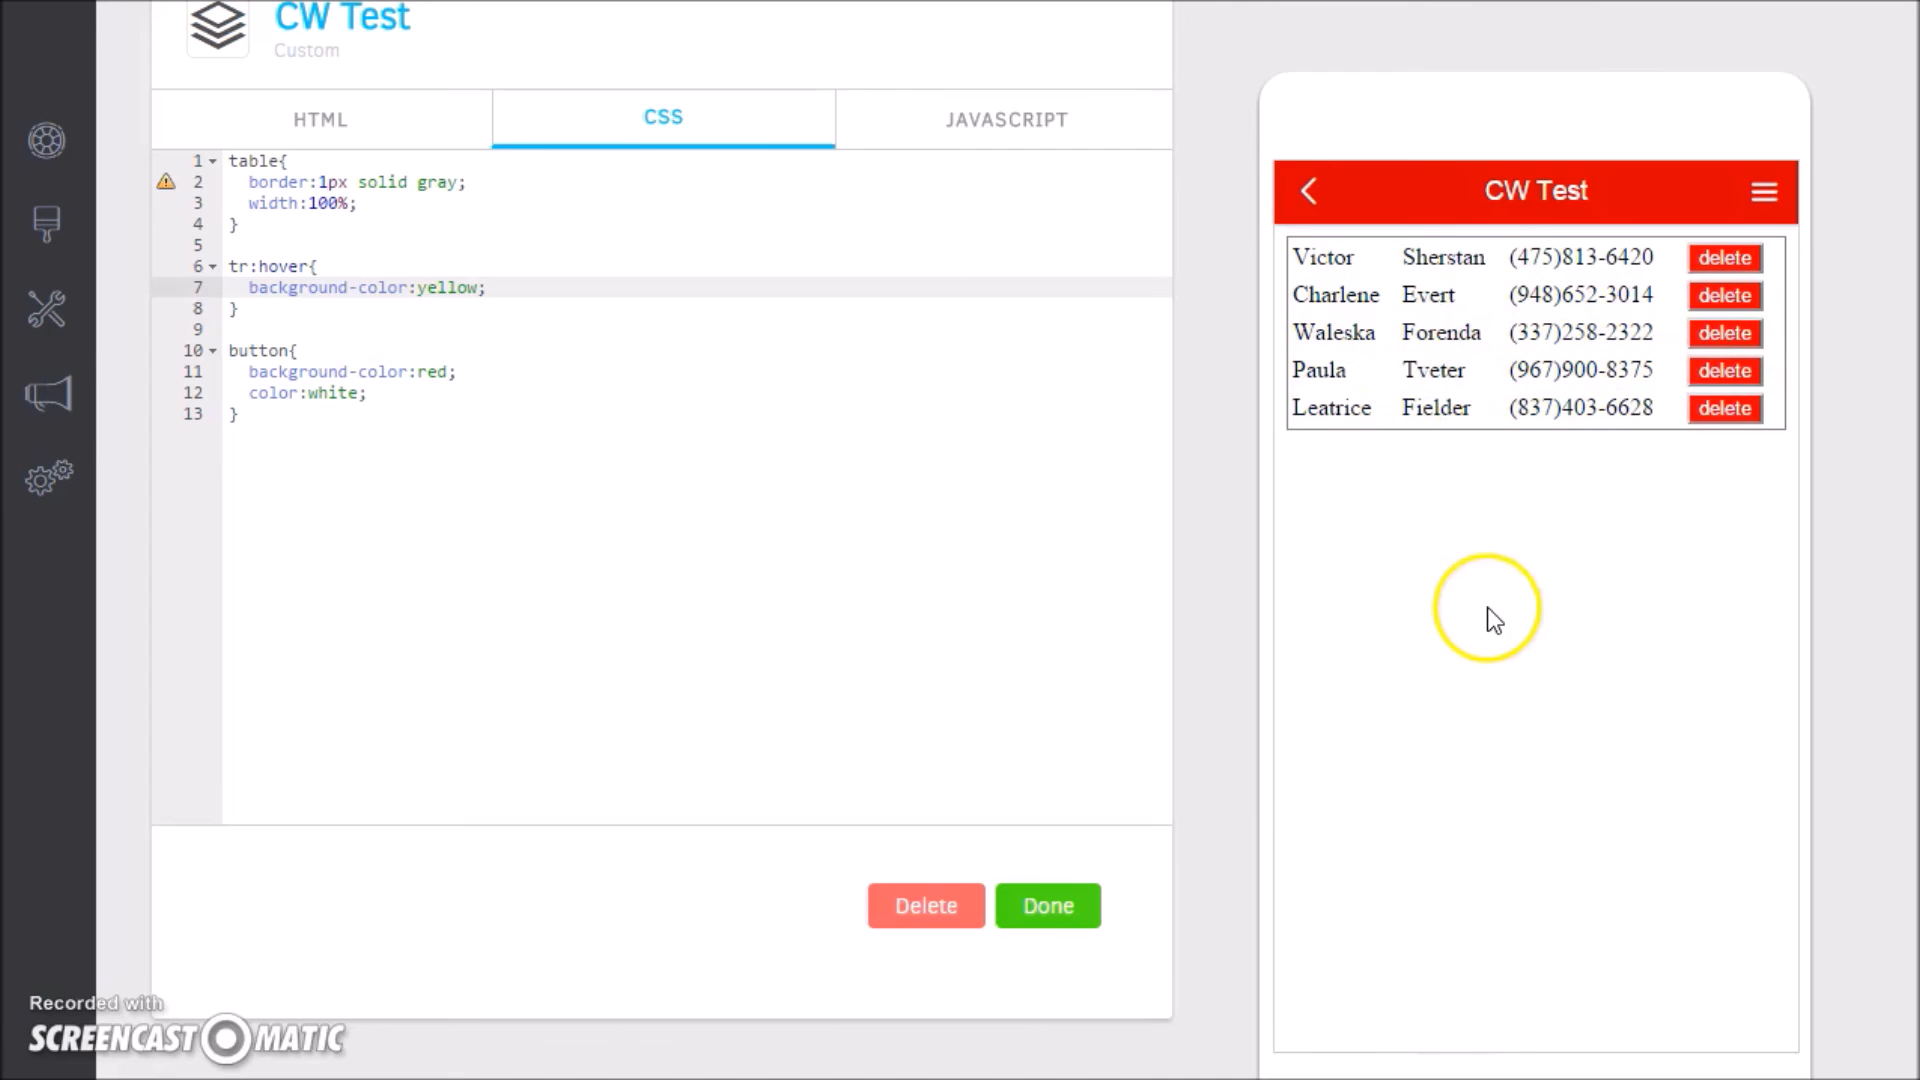 CW Test
Custom
HTML
CSS
JAVASCRIPT
1 table{
2 border:1px solid gray;
3 width:100%;
4 }
5
6 tr:hover{
7 background-color:yellow;
8 }
9
10 button{
11 background-color:red;
12 color:white;
13 }
Delete
Done
CW Test
Victor Sherstan (475)813-6420 delete
Charlene Evert (948)652-3014 delete
Waleska Forenda (337)258-2322 delete
Paula Tveter (967)900-8375 delete
Leatrice Fielder (837)403-6628 delete
Recorded with
SCREENCAST O MATIC